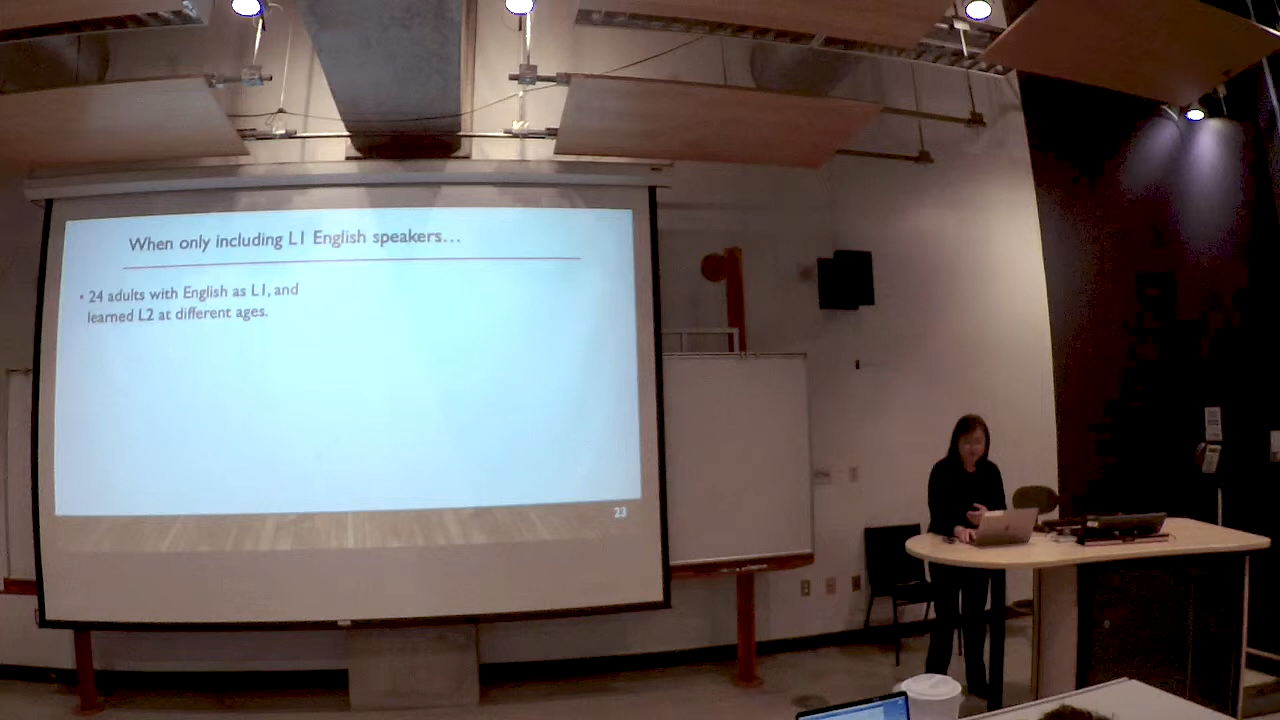 When only including L1 English speakers…
• 24 adults with English as L1, and
learned L2 at different ages.
23